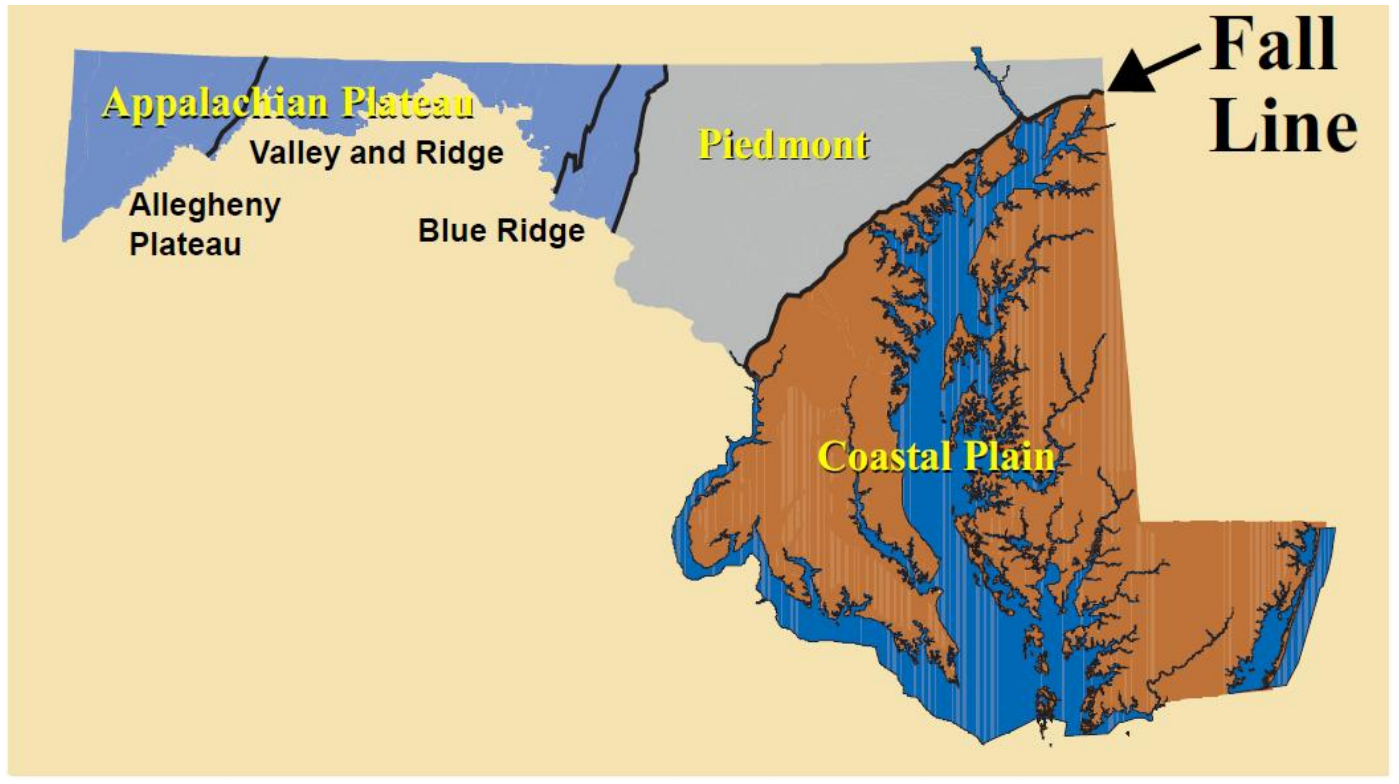 Fall
Line
Appalachian Plateau
Piedmont
Valley and Ridge
Allegheny
Plateau
Blue Ridge
Coastal Plain